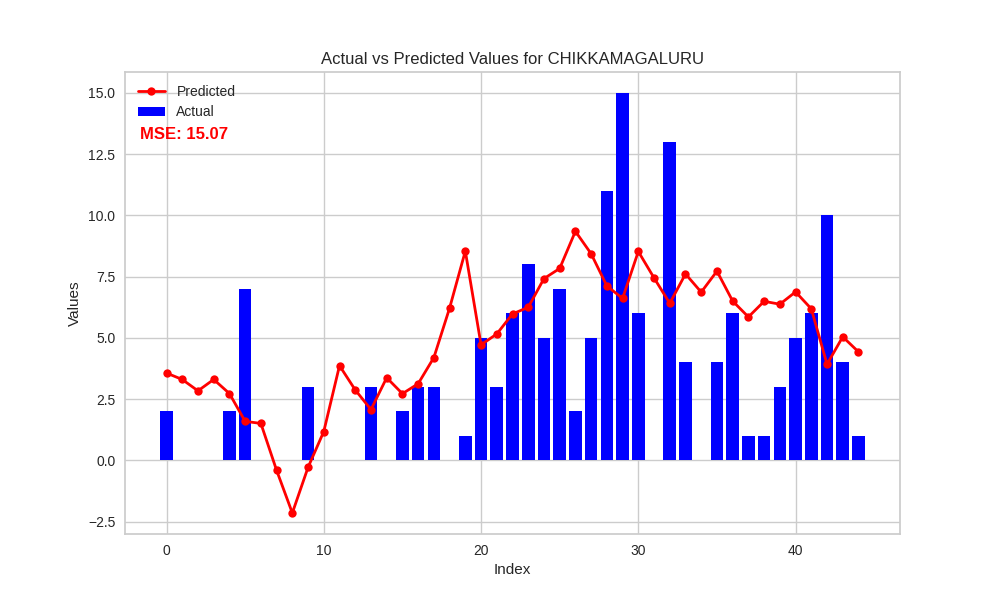 Actual vs Predicted Values for CHIKKAMAGALURU
Predicted
Actual
MSE: 15.07
15.0
12.5
10.0
7.5
5.0
2.5
0.0
−2.5
Values
0 10 20 30 40
Index